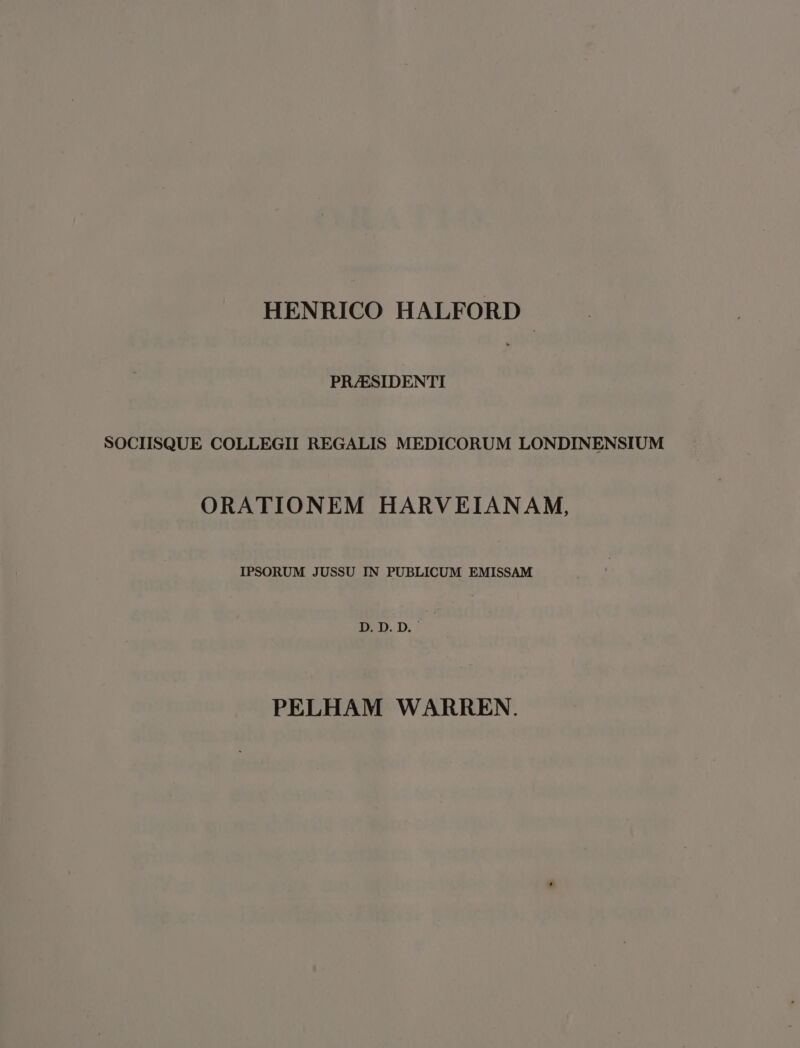 HENRICO HALFORD
PRÆSIDENTI
SOCIISQUE COLLEGII REGALIS MEDICORUM LONDINENSIUM
ORATIONEM HARVEIANAM,
IPSORUM JUSSU IN PUBLICUM EMISSAM
D. D. D.
PELHAM WARREN.